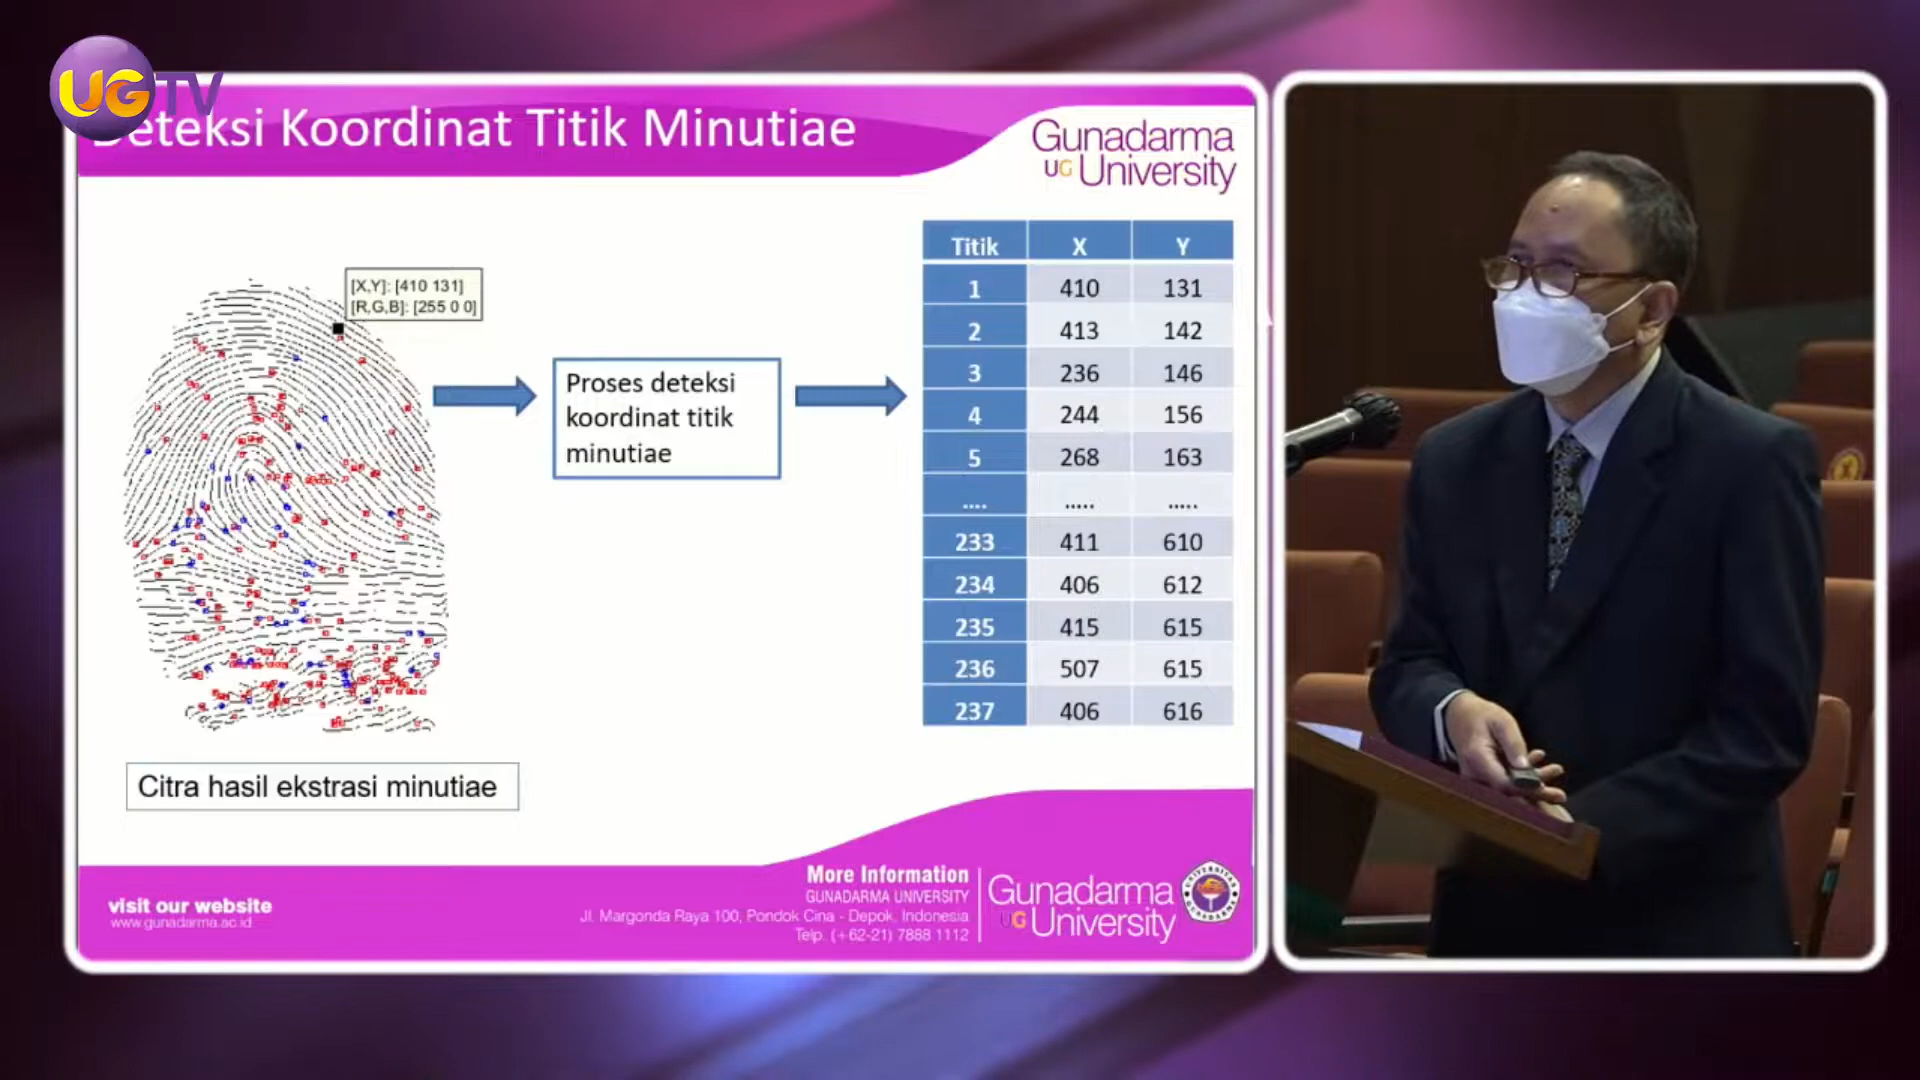 UGTV
Deteksi Koordinat Titik Minutiae
Gunadarma
UG University
[X,Y]: [410 131]
[R,G,B]: [255 0 0]
Proses deteksi
koordinat titik
minutiae
Titik X Y
1 410 131
2 413 142
3 236 146
4 244 156
5 268 163
.... ..... .....
233 411 610
234 406 612
235 415 615
236 507 615
237 406 616
Citra hasil ekstrasi minutiae
visit our website
www.gunadarma.ac.id
More Information
GUNADARMA UNIVERSITY
Jl. Margonda Raya 100, Pondok Cina - Depok, Indonesia
Telp. (+62-21) 7888 1112
Gunadarma
UG University